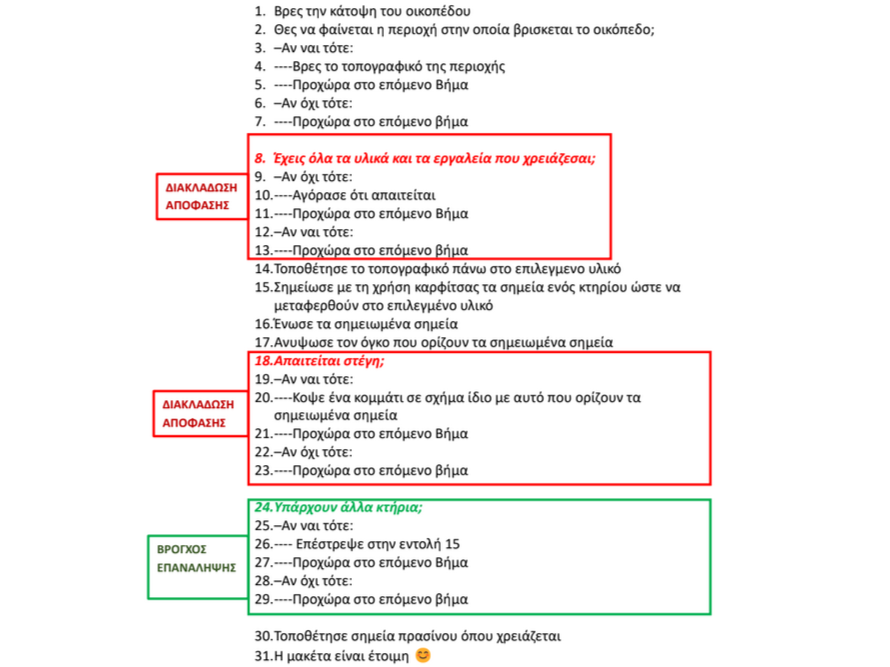 1. Βρες την κάτοψη του οικοπέδου
2. Θες να φαίνεται η περιοχή στην οποία βρισκεται το οικόπεδο;
3. –Αν ναι τότε:
4. ----Βρες το τοπογραφικό της περιοχής
5. ----Προχώρα στο επόμενο Βήμα
6. –Αν όχι τότε:
7. ----Προχώρα στο επόμενο βήμα
ΔΙΑΚΛΑΔΩΣΗ
ΑΠΟΦΑΣΗΣ
8. Έχεις όλα τα υλικά και τα εργαλεία που χρειάζεσαι;
9. –Αν όχι τότε:
10.----Αγόρασε ότι απαιτείται
11.----Προχώρα στο επόμενο Βήμα
12.–Αν ναι τότε:
13.----Προχώρα στο επόμενο βήμα
14.Τοποθέτησε το τοπογραφικό πάνω στο επιλεγμενο υλικό
15.Σημείωσε με τη χρήση καρφίτσας τα σημεία ενός κτηρίου ώστε να
μεταφερθούν στο επιλεγμένο υλικό
16.Ένωσε τα σημειωμένα σημεία
17.Ανυψωσε τον όγκο που ορίζουν τα σημειωμένα σημεία
ΔΙΑΚΛΑΔΩΣΗ
ΑΠΟΦΑΣΗΣ
18.Απαιτείται στέγη;
19.–Αν ναι τότε:
20.----Κοψε ένα κομμάτι σε σχήμα ίδιο με αυτό που ορίζουν τα
σημειωμένα σημεία
21.----Προχώρα στο επόμενο Βήμα
22.–Αν όχι τότε:
23.----Προχώρα στο επόμενο βήμα
ΒΡΟΓΧΟΣ
ΕΠΑΝΑΛΗΨΗΣ
24.Υπάρχουν άλλα κτήρια;
25.–Αν ναι τότε:
26.---- Επέστρεψε στην εντολή 15
27.----Προχώρα στο επόμενο Βήμα
28.–Αν όχι τότε:
29.----Προχώρα στο επόμενο βήμα
30.Τοποθέτησε σημεία πρασίνου όπου χρειάζεται
31.Η μακέτα είναι έτοιμη 😊